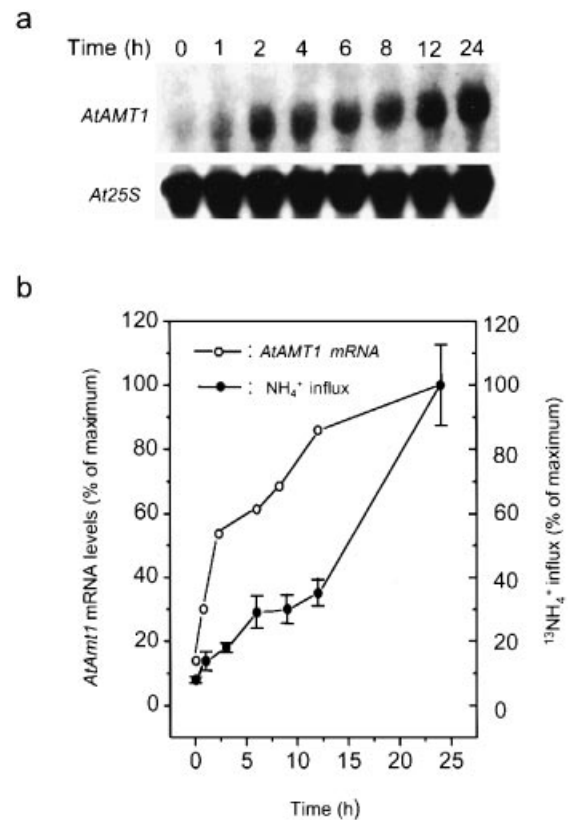 a
Time (h) 0 1 2 4 6 8 12 24
AtAMT1
At25S
b
AtAmt1 mRNA levels (% of maximum)
120
100
80
60
40
20
0
: AtAMT1 mRNA
: NH₄⁺ influx
120
100
80
60
40
20
0
¹³NH₄⁺ influx (% of maximum)
0 5 10 15 20 25
Time (h)